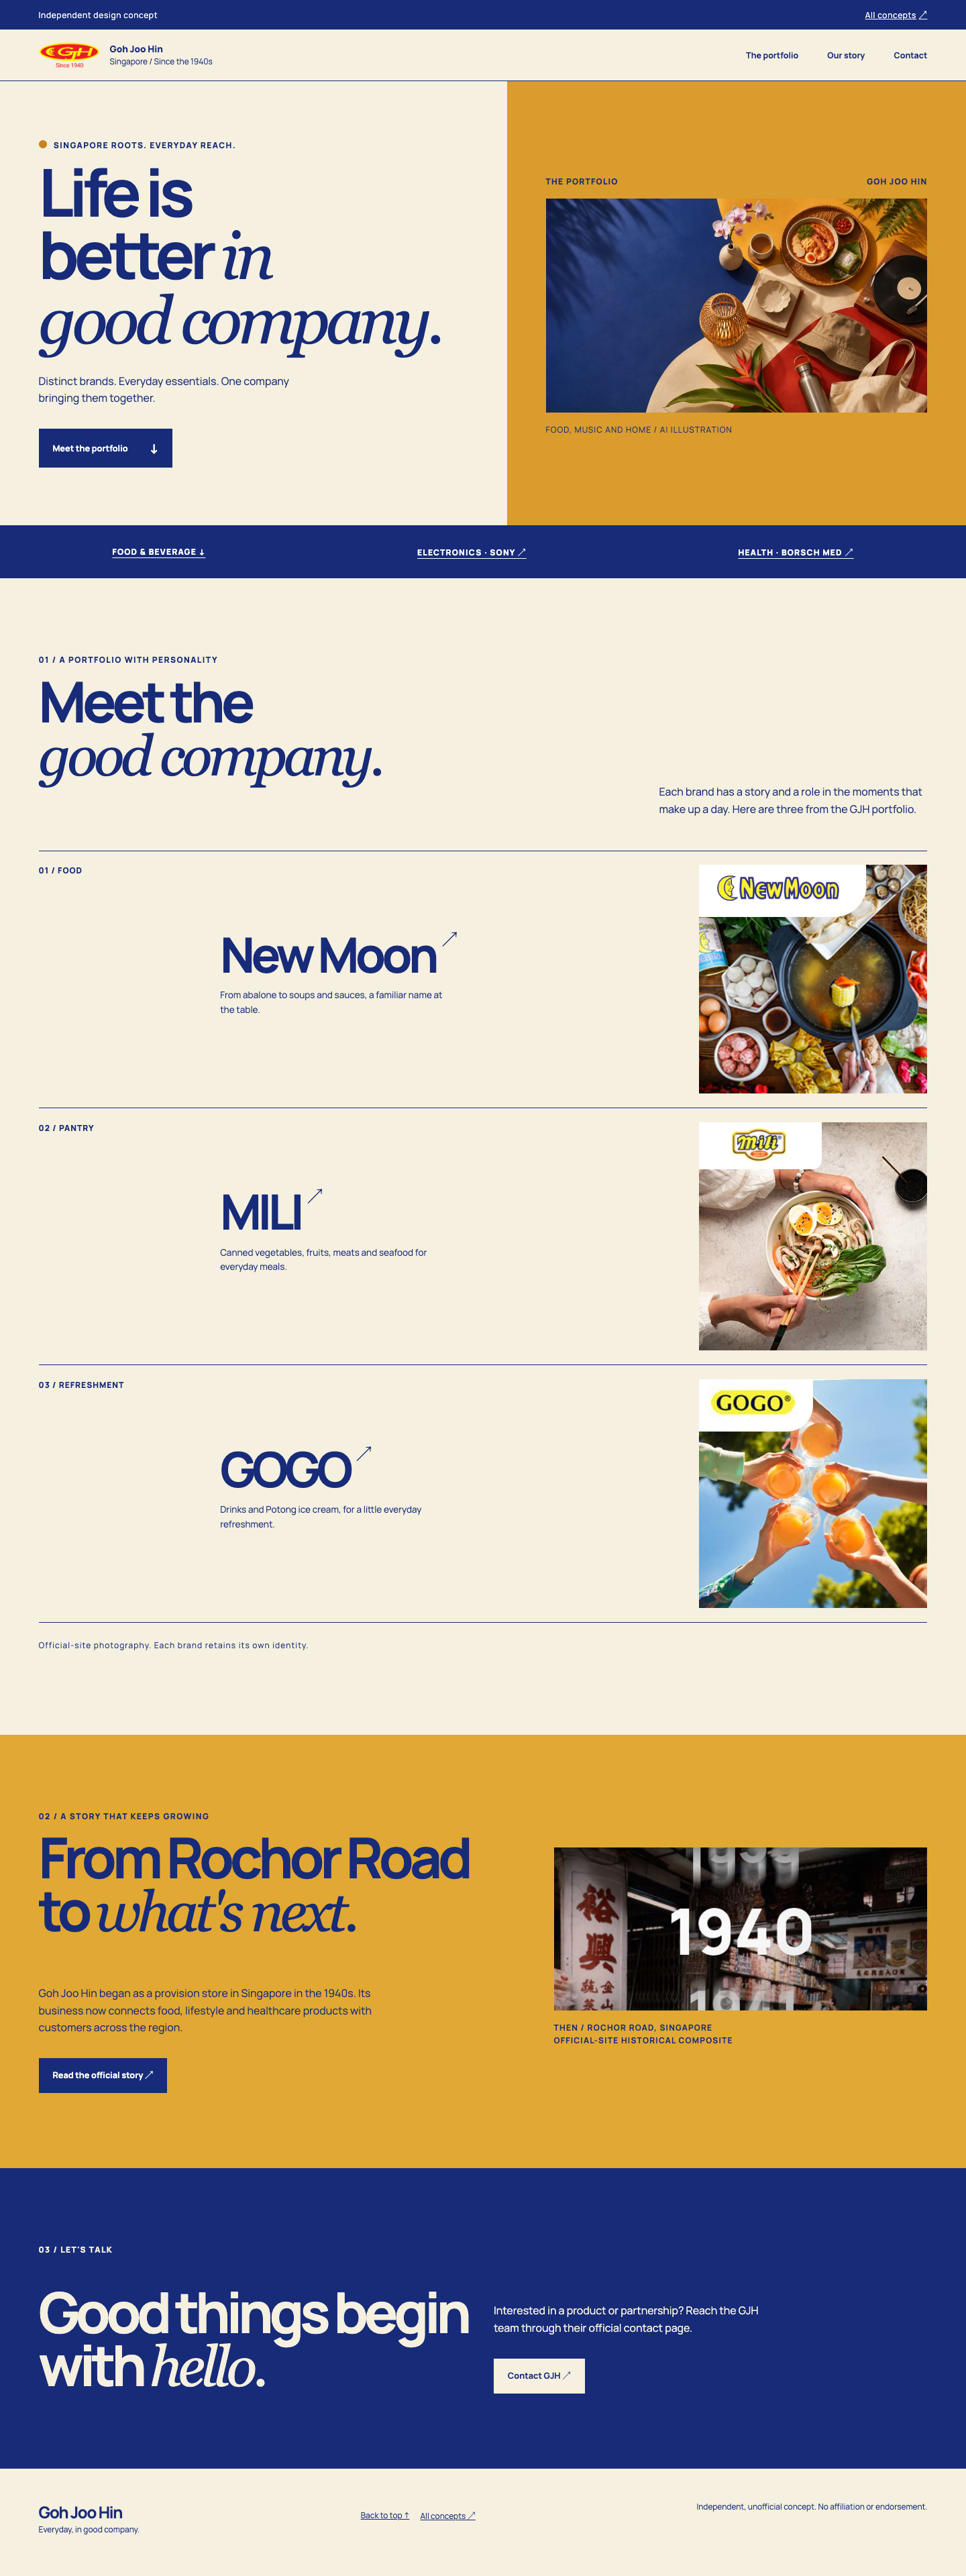 Independent design concept
All concepts ↗
GJH
Since 1940
Goh Joo Hin
Singapore / Since the 1940s
The portfolio
Our story
Contact
SINGAPORE ROOTS. EVERYDAY REACH.
Life is
better in
good company.
Distinct brands. Everyday essentials. One company
bringing them together.
Meet the portfolio ↓
THE PORTFOLIO
GOH JOO HIN
FOOD, MUSIC AND HOME / AI ILLUSTRATION
FOOD & BEVERAGE ↓
ELECTRONICS · SONY ↗
HEALTH · BORSCH MED ↗
01 / A PORTFOLIO WITH PERSONALITY
Meet the
good company.
Each brand has a story and a role in the moments that
make up a day. Here are three from the GJH portfolio.
01 / FOOD
New Moon ↗
From abalone to soups and sauces, a familiar name at
the table.
NewMoon
02 / PANTRY
MILI ↗
Canned vegetables, fruits, meats and seafood for
everyday meals.
mili
03 / REFRESHMENT
GOGO ↗
Drinks and Potong ice cream, for a little everyday
refreshment.
GOGO®
Official-site photography. Each brand retains its own identity.
02 / A STORY THAT KEEPS GROWING
From Rochor Road
to what's next.
Goh Joo Hin began as a provision store in Singapore in the 1940s. Its
business now connects food, lifestyle and healthcare products with
customers across the region.
Read the official story ↗
裕興
1940
THEN / ROCHOR ROAD, SINGAPORE
OFFICIAL-SITE HISTORICAL COMPOSITE
03 / LET'S TALK
Good things begin
with hello.
Interested in a product or partnership? Reach the GJH
team through their official contact page.
Contact GJH ↗
Goh Joo Hin
Everyday, in good company.
Back to top ↑
All concepts ↗
Independent, unofficial concept. No affiliation or endorsement.